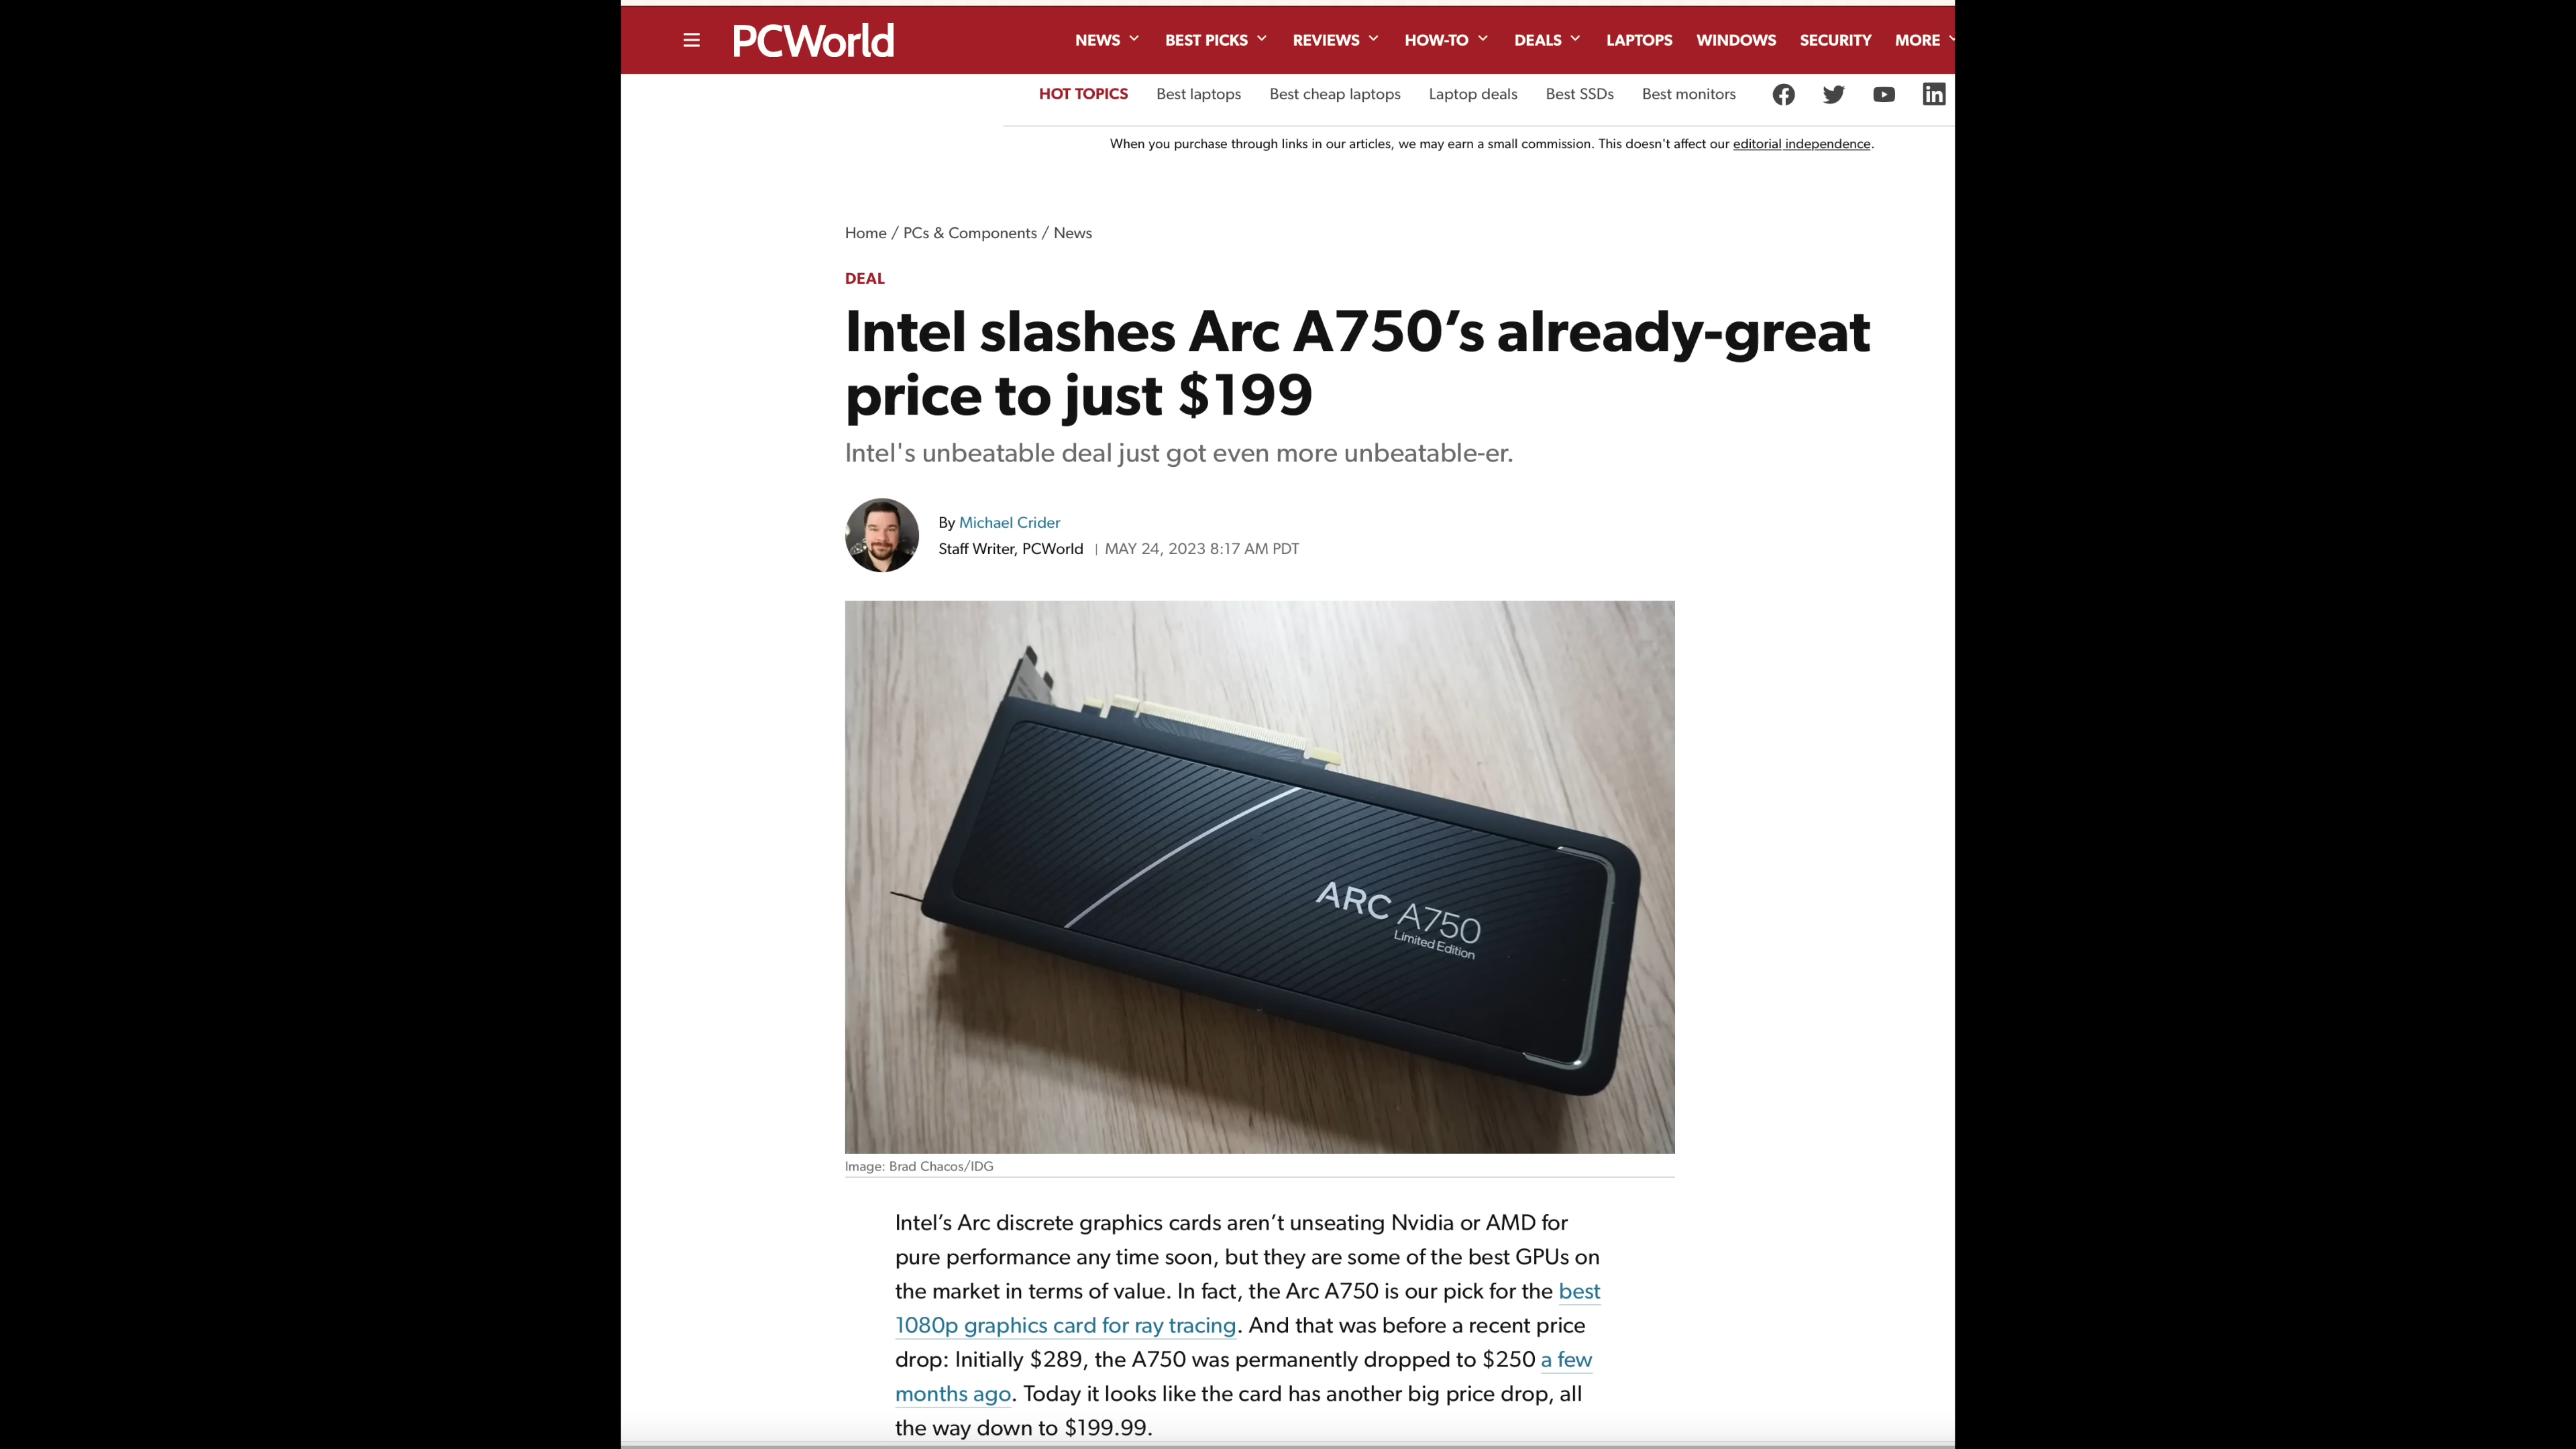 PCWorld
NEWS BEST PICKS REVIEWS HOW-TO DEALS LAPTOPS WINDOWS SECURITY MORE
HOT TOPICS Best laptops Best cheap laptops Laptop deals Best SSDs Best monitors
When you purchase through links in our articles, we may earn a small commission. This doesn't affect our editorial independence.
Home / PCs & Components / News
DEAL
Intel slashes Arc A750’s already-great
price to just $199
Intel's unbeatable deal just got even more unbeatable-er.
By Michael Crider
Staff Writer, PCWorld | MAY 24, 2023 8:17 AM PDT
ARC A750
Limited Edition
Image: Brad Chacos/IDG
Intel’s Arc discrete graphics cards aren’t unseating Nvidia or AMD for
pure performance any time soon, but they are some of the best GPUs on
the market in terms of value. In fact, the Arc A750 is our pick for the best
1080p graphics card for ray tracing. And that was before a recent price
drop: Initially $289, the A750 was permanently dropped to $250 a few
months ago. Today it looks like the card has another big price drop, all
the way down to $199.99.